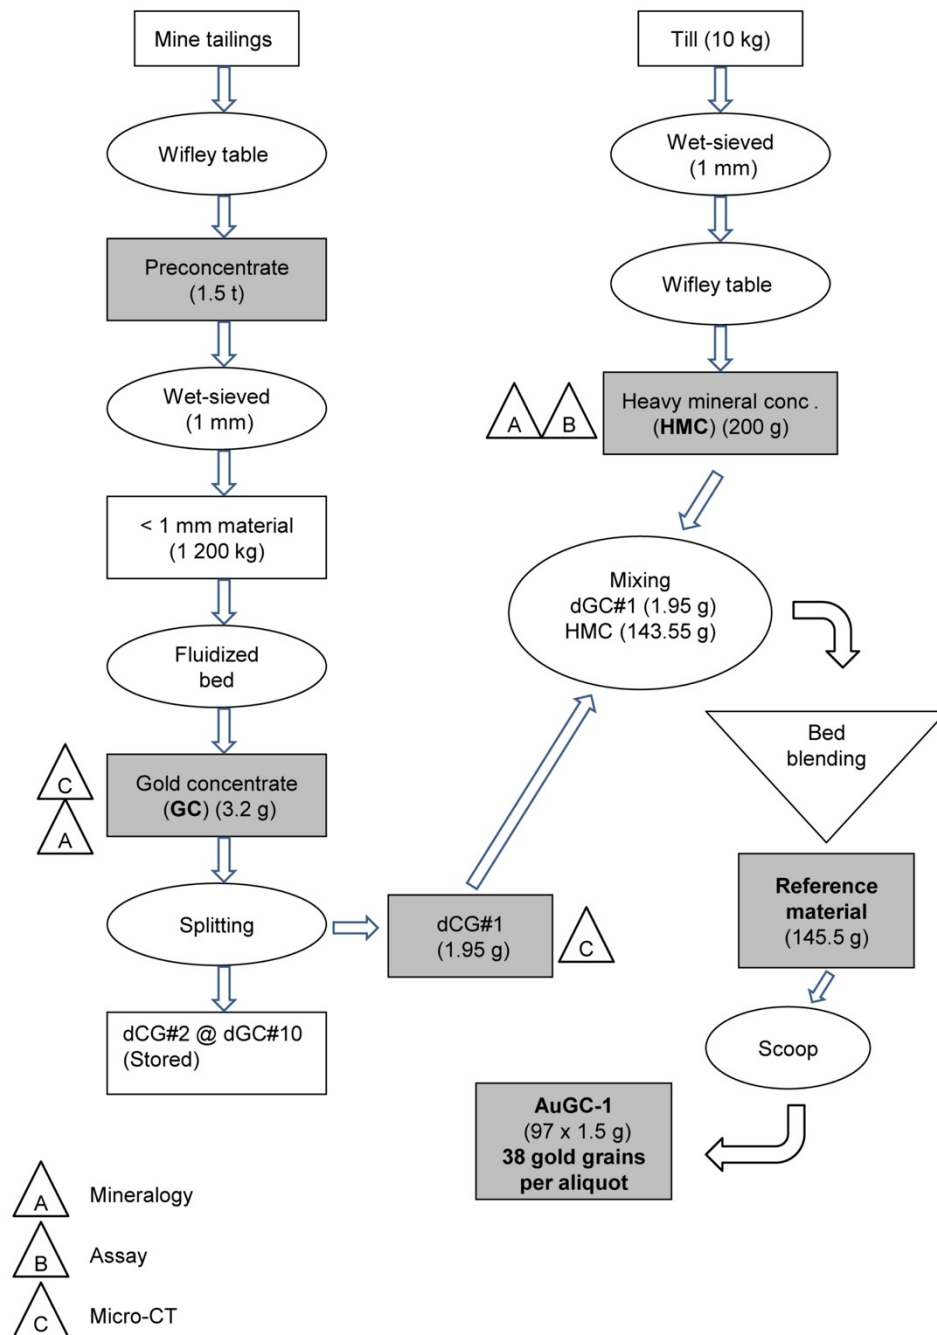 Mine tailings
Wifley table
Preconcentrate
(1.5 t)
Wet-sieved
(1 mm)
< 1 mm material
(1 200 kg)
Fluidized
bed
C
A
Gold concentrate
(GC) (3.2 g)
Splitting
dCG#1
(1.95 g)
C
dCG#2 @ dGC#10
(Stored)
Till (10 kg)
Wet-sieved
(1 mm)
Wifley table
A
B
Heavy mineral conc .
(HMC) (200 g)
Mixing
dGC#1 (1.95 g)
HMC (143.55 g)
Bed
blending
Reference
material
(145.5 g)
Scoop
AuGC-1
(97 x 1.5 g)
38 gold grains
per aliquot
A Mineralogy
B Assay
C Micro-CT